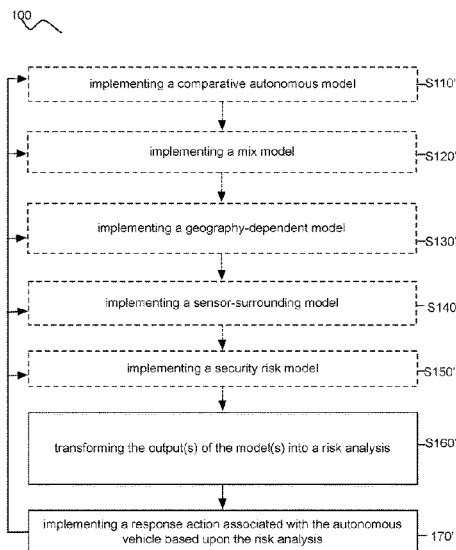 100
implementing a comparative autonomous model
S110'
implementing a mix model
S120'
implementing a geography-dependent model
S130'
implementing a sensor-surrounding model
S140
implementing a security risk model
S150'
transforming the output(s) of the model(s) into a risk analysis
S160'
implementing a response action associated with the autonomous
vehicle based upon the risk analysis
170'